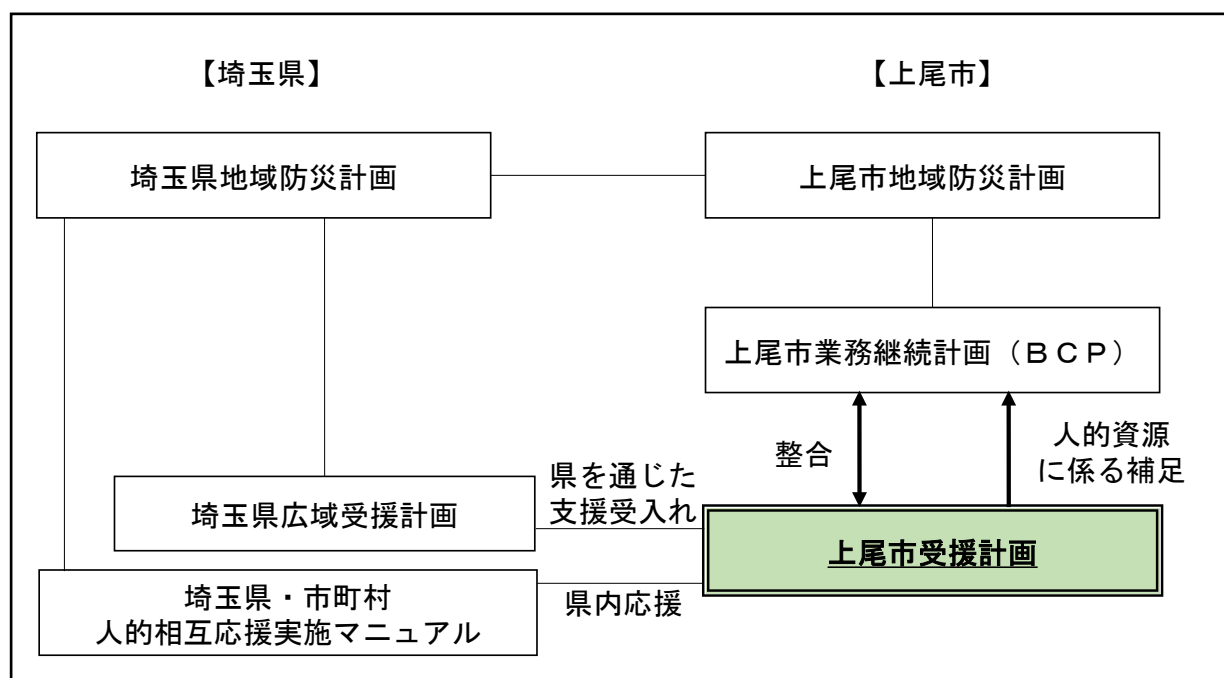 【埼玉県】
【上尾市】
埼玉県地域防災計画
上尾市地域防災計画
上尾市業務継続計画（ＢＣＰ）
整合
人的資源
に係る補足
県を通じた
支援受入れ
埼玉県広域受援計画
上尾市受援計画
県内応援
埼玉県・市町村
人的相互応援実施マニュアル